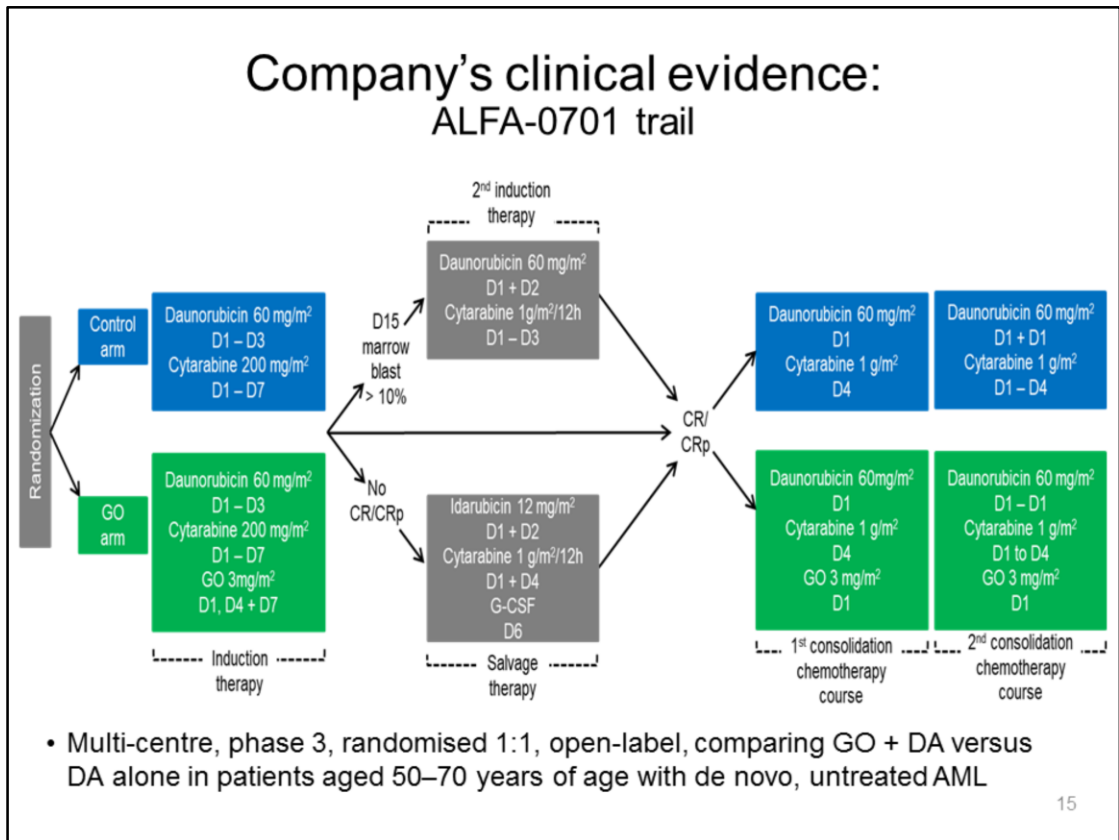 Company's clinical evidence:
ALFA-0701 trail
Randomization
Control
arm
GO
arm
Daunorubicin 60 mg/m²
D1 – D3
Cytarabine 200 mg/m²
D1 – D7
Daunorubicin 60 mg/m²
D1 – D3
Cytarabine 200 mg/m²
D1 – D7
GO 3mg/m²
D1, D4 + D7
Induction
therapy
D15
marrow
blast
> 10%
No
CR/CRp
2nd induction
therapy
Daunorubicin 60 mg/m²
D1 + D2
Cytarabine 1g/m²/12h
D1 – D3
Idarubicin 12 mg/m²
D1 + D2
Cytarabine 1 g/m²/12h
D1 + D4
G-CSF
D6
Salvage
therapy
CR/
CRp
Daunorubicin 60 mg/m²
D1
Cytarabine 1 g/m²
D4
Daunorubicin 60 mg/m²
D1 + D1
Cytarabine 1 g/m²
D1 – D4
Daunorubicin 60mg/m²
D1
Cytarabine 1 g/m²
D4
GO 3 mg/m²
D1
Daunorubicin 60 mg/m²
D1 – D1
Cytarabine 1 g/m²
D1 to D4
GO 3 mg/m²
D1
1st consolidation
chemotherapy
course
2nd consolidation
chemotherapy
course
• Multi-centre, phase 3, randomised 1:1, open-label, comparing GO + DA versus
DA alone in patients aged 50–70 years of age with de novo, untreated AML
15